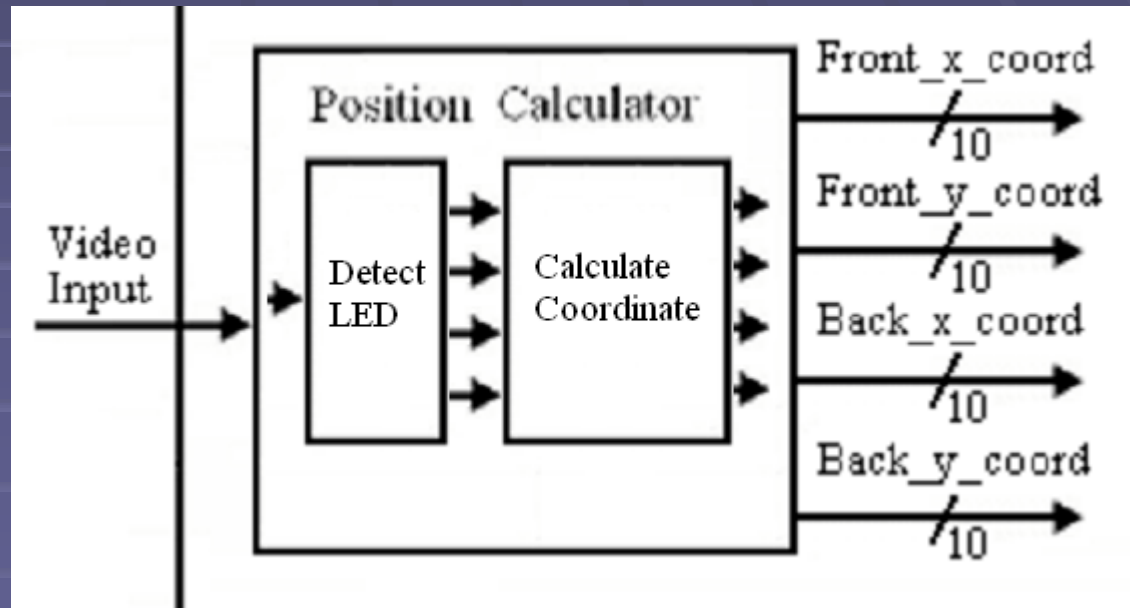 Video
Input
Position Calculator
Detect
LED
Calculate
Coordinate
Front_x_coord
10
Front_y_coord
10
Back_x_coord
10
Back_y_coord
10